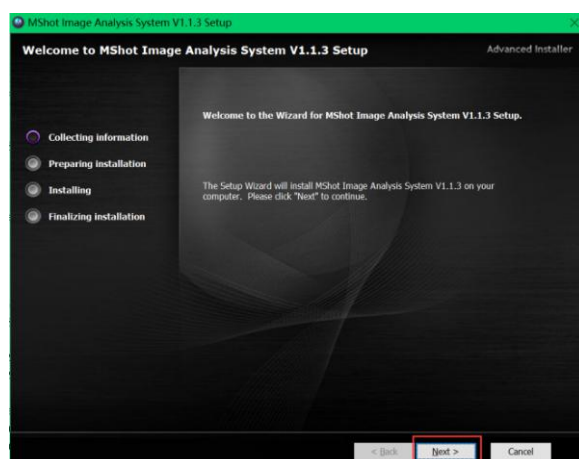 MShot Image Analysis System V1.1.3 Setup
Welcome to MShot Image Analysis System V1.1.3 Setup
Advanced Installer
Welcome to the Wizard for MShot Image Analysis System V1.1.3 Setup.
Collecting information
Preparing installation
Installing
Finalizing installation
The Setup Wizard will install MShot Image Analysis System V1.1.3 on your
computer. Please click "Next" to continue.
< Back
Next >
Cancel